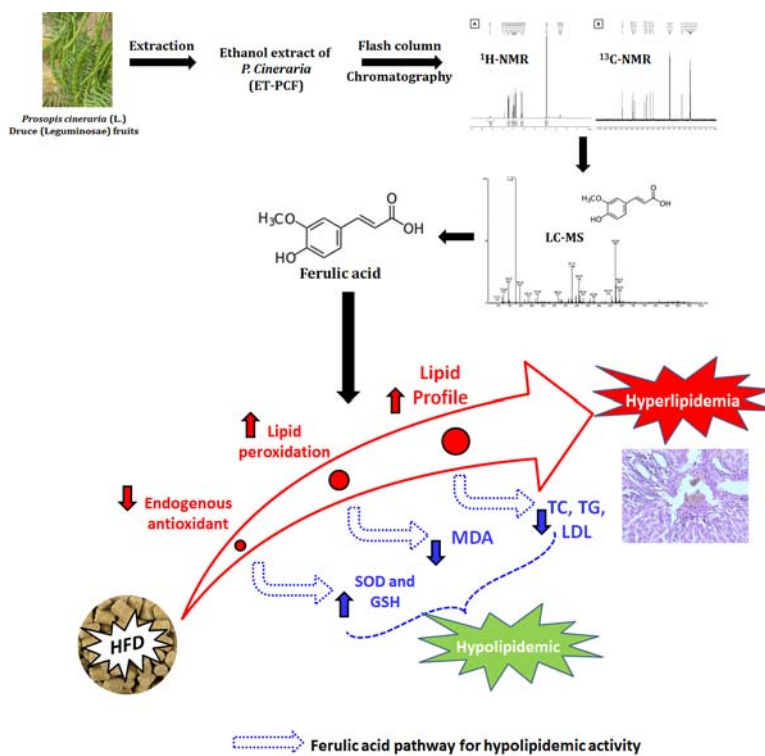 Extraction
Ethanol extract of
P. Cineraria
(ET-PCF)
Flash column
Chromatography
A
¹H-NMR
B
¹³C-NMR
Prosopis cineraria (L.)
Druce (Leguminosae) fruits
O
OH
H₃CO
HO
LC-MS
O
H₃CO
OH
HO
Ferulic acid
Lipid
Profile
Hyperlipidemia
Lipid
peroxidation
Endogenous
antioxidant
TC, TG,
LDL
MDA
SOD and
GSH
HFD
Hypolipidemic
Ferulic acid pathway for hypolipidemic activity